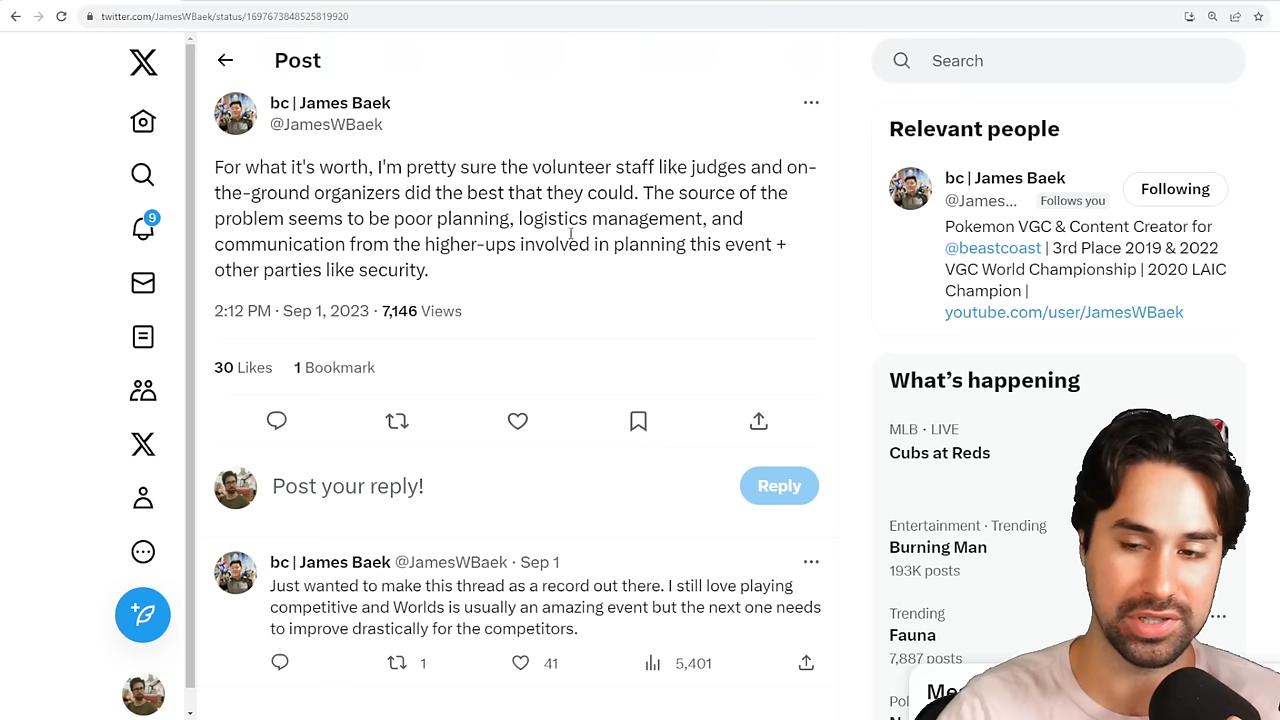 twitter.com/JamesWBaek/status/1697673848525819920
Post
bc | James Baek
@JamesWBaek
For what it's worth, I'm pretty sure the volunteer staff like judges and on-
the-ground organizers did the best that they could. The source of the
problem seems to be poor planning, logistics management, and
communication from the higher-ups involved in planning this event +
other parties like security.
2:12 PM · Sep 1, 2023 · 7,146 Views
30 Likes 1 Bookmark
Post your reply!
Reply
bc | James Baek @JamesWBaek · Sep 1
Just wanted to make this thread as a record out there. I still love playing
competitive and Worlds is usually an amazing event but the next one needs
to improve drastically for the competitors.
1 41 5,401
9
Search
Relevant people
bc | James Baek
@James... Follows you
Following
Pokemon VGC & Content Creator for
@beastcoast | 3rd Place 2019 & 2022
VGC World Championship | 2020 LAIC
Champion |
youtube.com/user/JamesWBaek
What's happening
MLB · LIVE
Cubs at Reds
Entertainment · Trending
Burning Man
193K posts
Trending
Fauna
7,887 posts